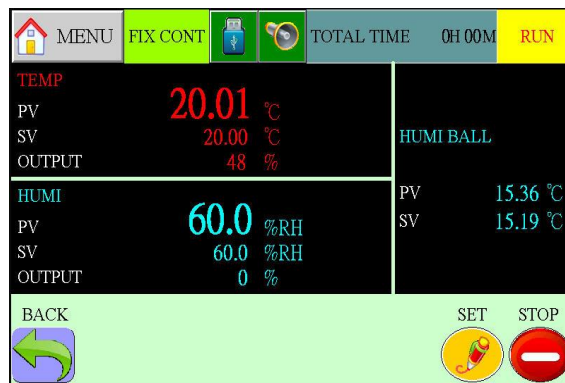 MENU FIX CONT TOTAL TIME 0H 00M RUN
TEMP
PV 20.01 ℃
SV 20.00 ℃
OUTPUT 48 %
HUMI
PV 60.0 %RH
SV 60.0 %RH
OUTPUT 0 %
HUMI BALL
PV 15.36 ℃
SV 15.19 ℃
BACK SET STOP